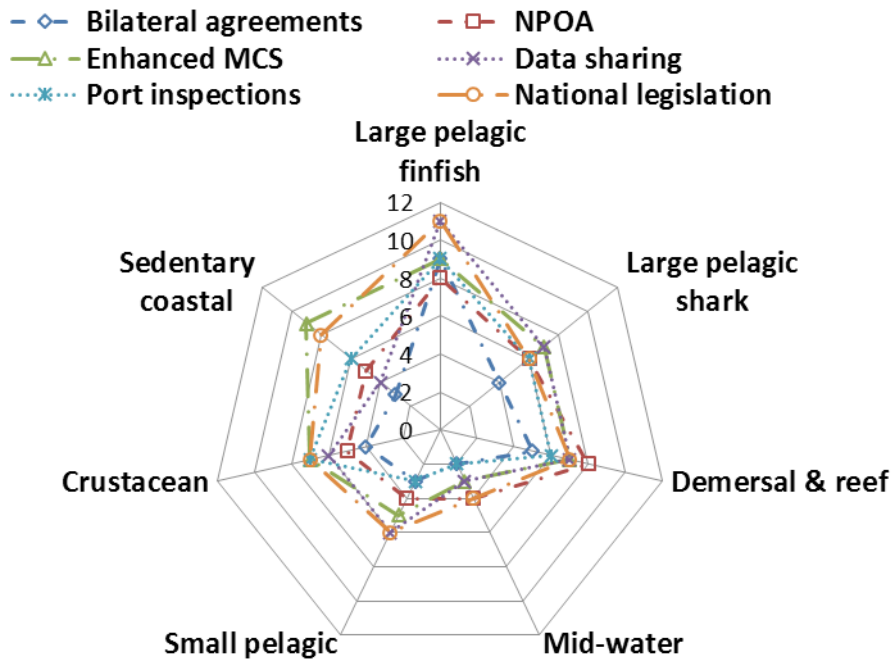 Bilateral agreements
NPOA
Enhanced MCS
Data sharing
Port inspections
National legislation
Large pelagic
finfish
12
10
8
6
4
2
0
Sedentary
coastal
Large pelagic
shark
Crustacean
Demersal & reef
Small pelagic
Mid-water